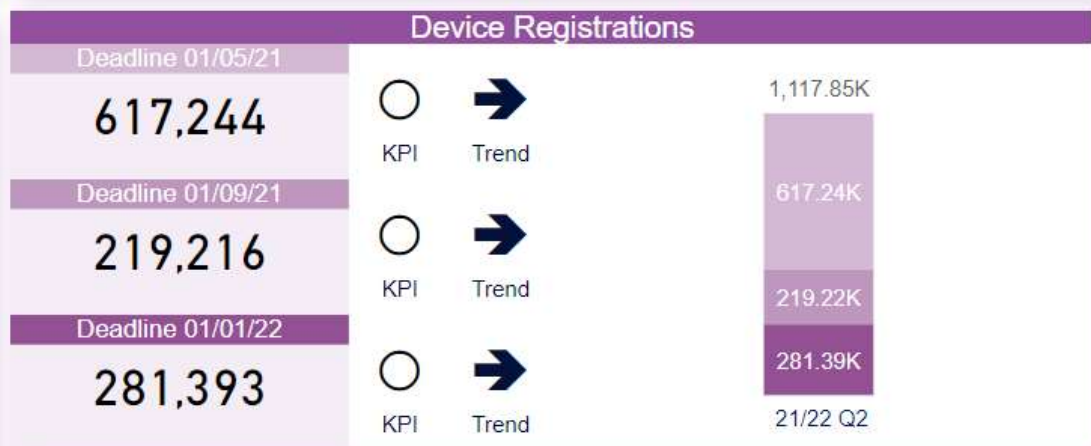 Device Registrations
Deadline 01/05/21
617,244
KPI
Trend
Deadline 01/09/21
219,216
KPI
Trend
Deadline 01/01/22
281,393
KPI
Trend
1,117.85K
617.24K
219.22K
281.39K
21/22 Q2